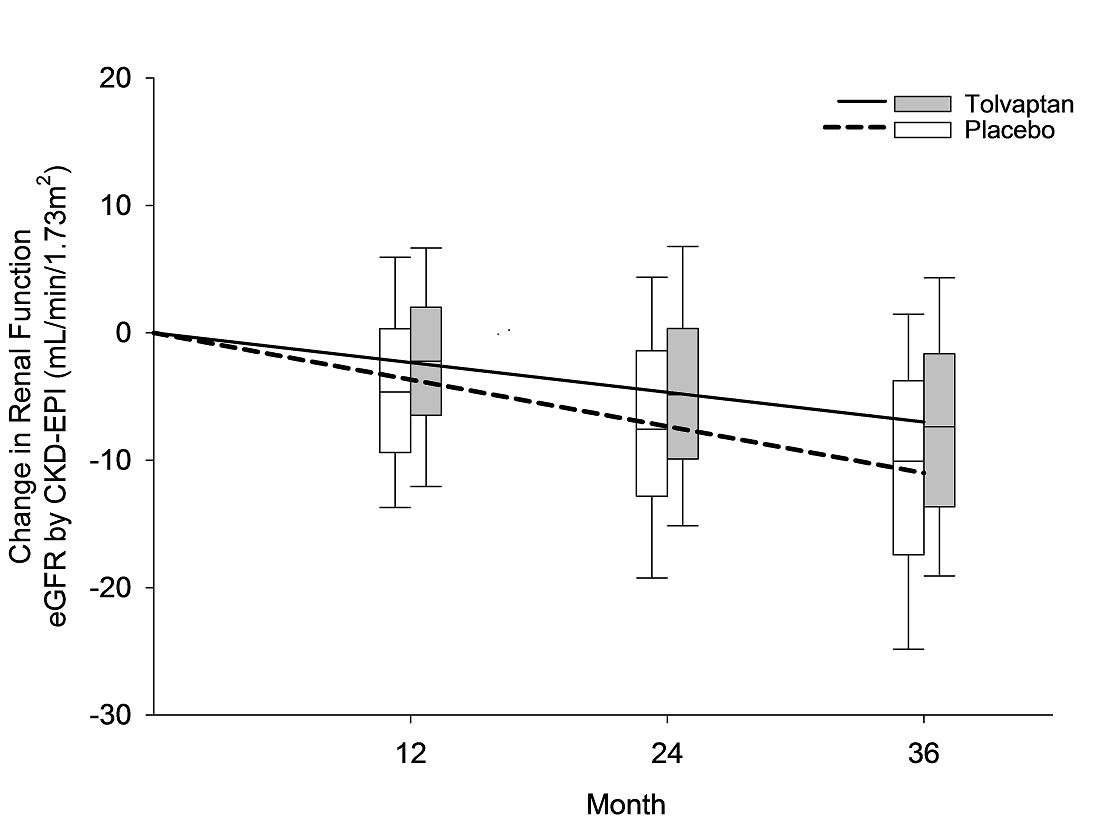 20
10
0
-10
-20
-30
Change in Renal Function
eGFR by CKD-EPI (mL/min/1.73m²)
Tolvaptan
Placebo
12 24 36
Month